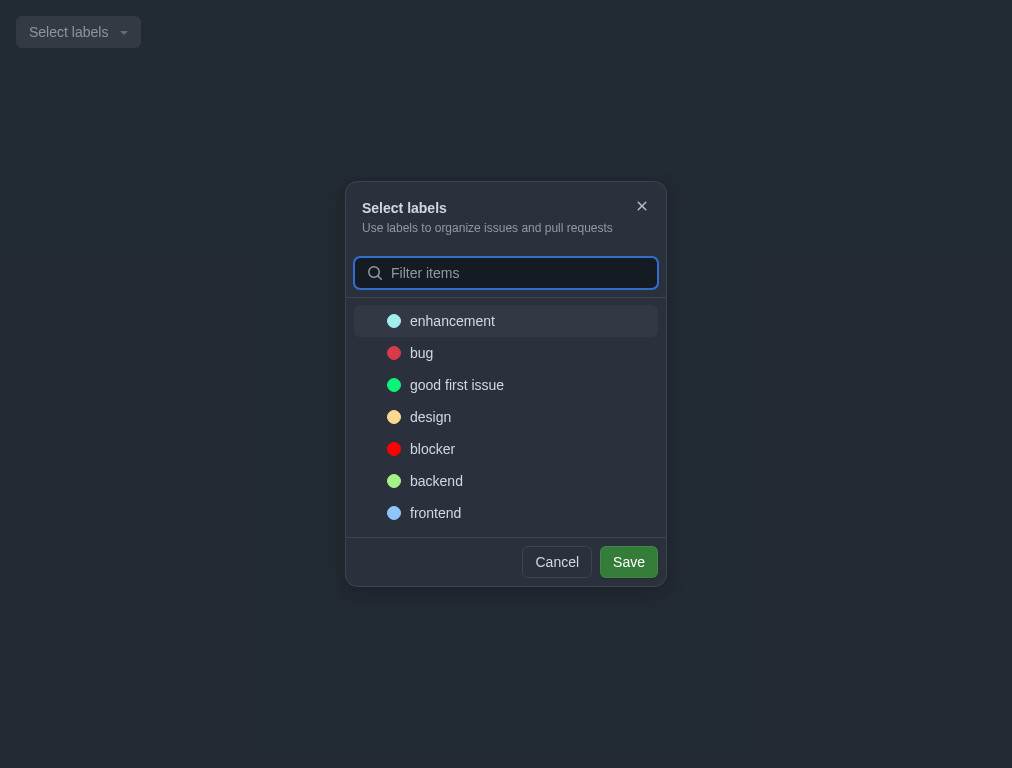 Select labels
Select labels
Use labels to organize issues and pull requests
Filter items
enhancement
bug
good first issue
design
blocker
backend
frontend
Cancel Save